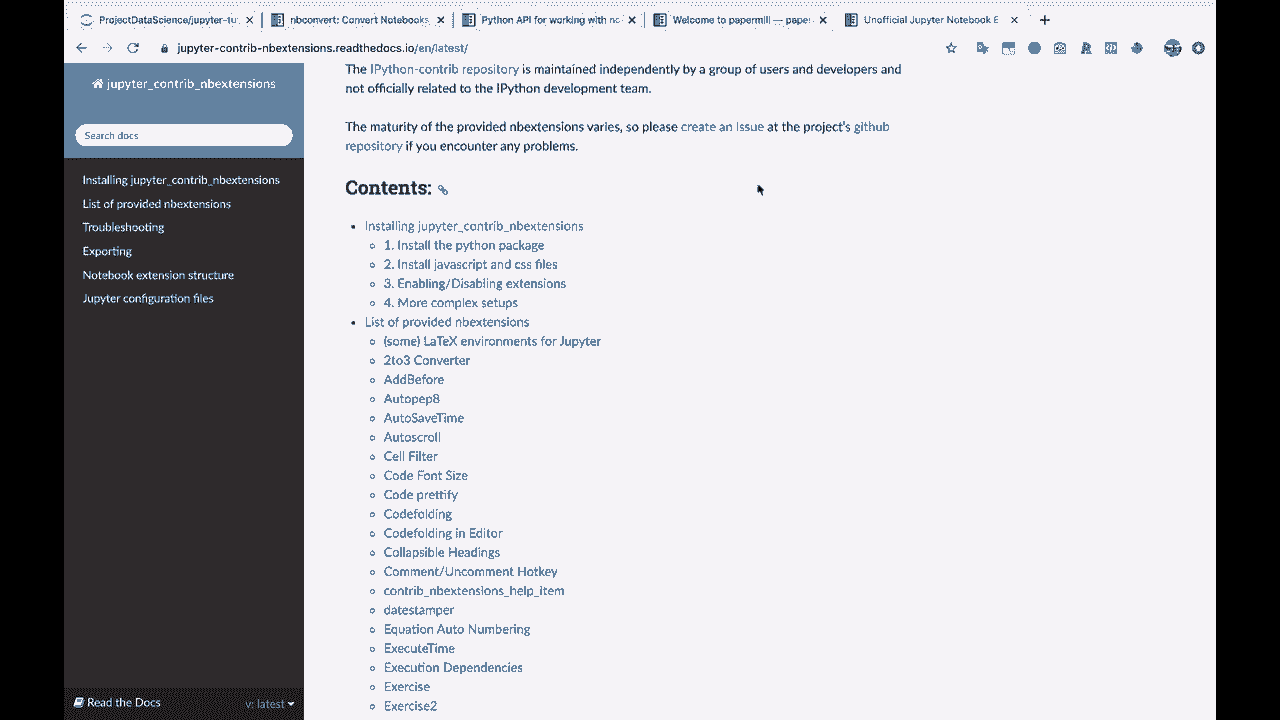 ProjectDataScience/jupyter-tu
nbconvert: Convert Notebooks
Python API for working with no
Welcome to papermill — pape
Unofficial Jupyter Notebook E
jupyter-contrib-nbextensions.readthedocs.io/en/latest/
jupyter_contrib_nbextensions
Search docs
Installing jupyter_contrib_nbextensions
List of provided nbextensions
Troubleshooting
Exporting
Notebook extension structure
Jupyter configuration files
Read the Docs
v: latest
The IPython-contrib repository is maintained independently by a group of users and developers and
not officially related to the IPython development team.
The maturity of the provided nbextensions varies, so please create an issue at the project's github
repository if you encounter any problems.
Contents:
Installing jupyter_contrib_nbextensions
1. Install the python package
2. Install javascript and css files
3. Enabling/Disabling extensions
4. More complex setups
List of provided nbextensions
(some) LaTeX environments for Jupyter
2to3 Converter
AddBefore
Autopep8
AutoSaveTime
Autoscroll
Cell Filter
Code Font Size
Code prettify
Codefolding
Codefolding in Editor
Collapsible Headings
Comment/Uncomment Hotkey
contrib_nbextensions_help_item
datestamper
Equation Auto Numbering
ExecuteTime
Execution Dependencies
Exercise
Exercise2